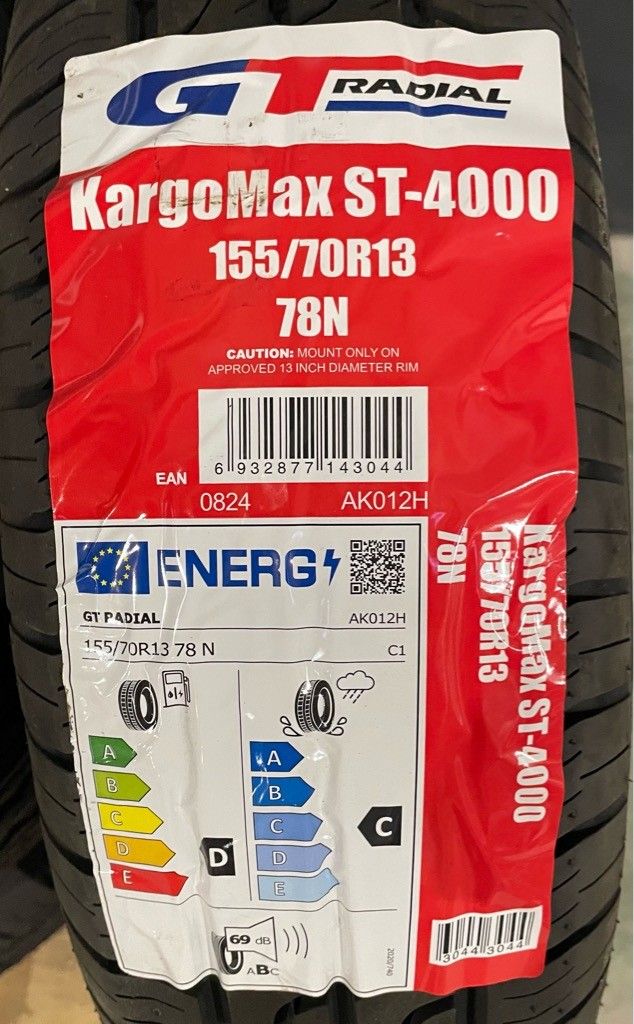 GT RADIAL
KargoMax ST-4000
155/70R13
78N
CAUTION: MOUNT ONLY ON
APPROVED 13 INCH DIAMETER RIM
EAN
6 932877 143044
0824 AK012H
ENERG
GT RADIAL AK012H
155/70R13 78 N C1
A
B
C
D
E
D
A
B
C
D
E
C
69 dB
ABC
2020/740
KargoMax ST-4000
155/70R13
78N
3044 3044